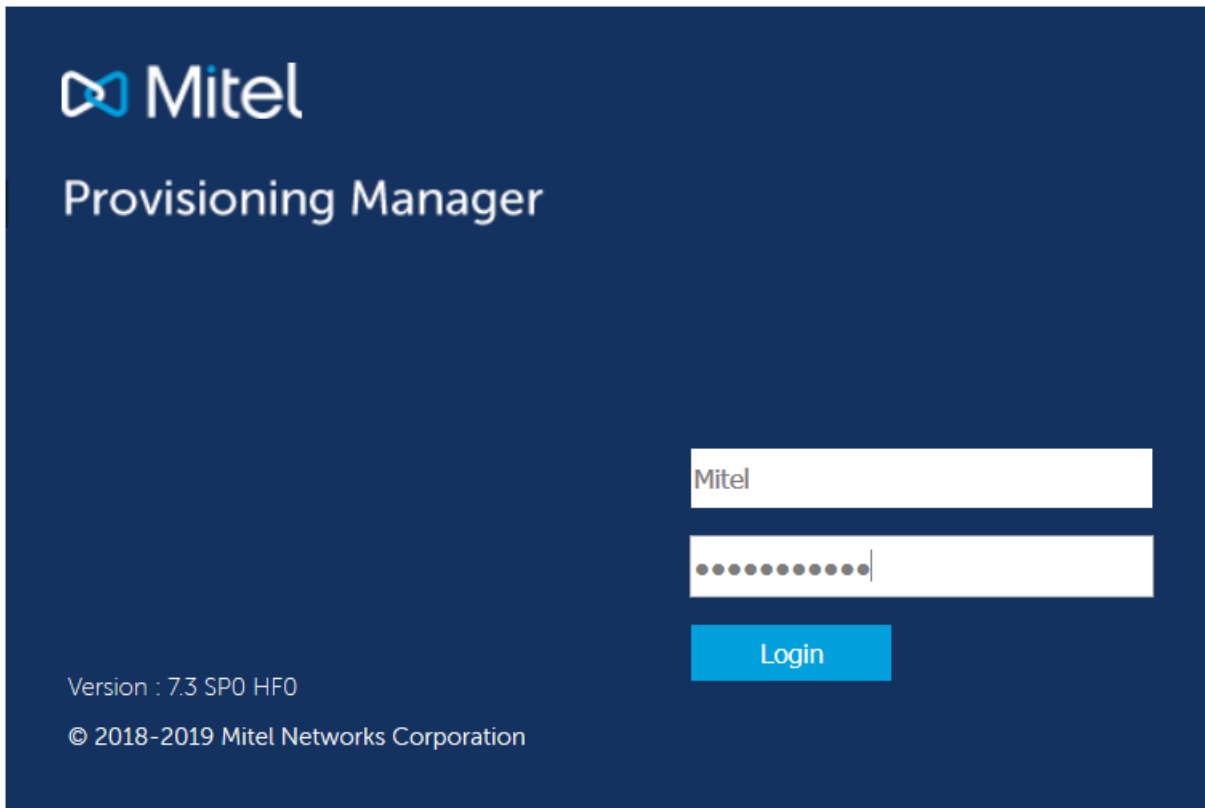 Mitel
Provisioning Manager
Mitel
●●●●●●●●●●●
Login
Version : 7.3 SP0 HF0
© 2018-2019 Mitel Networks Corporation